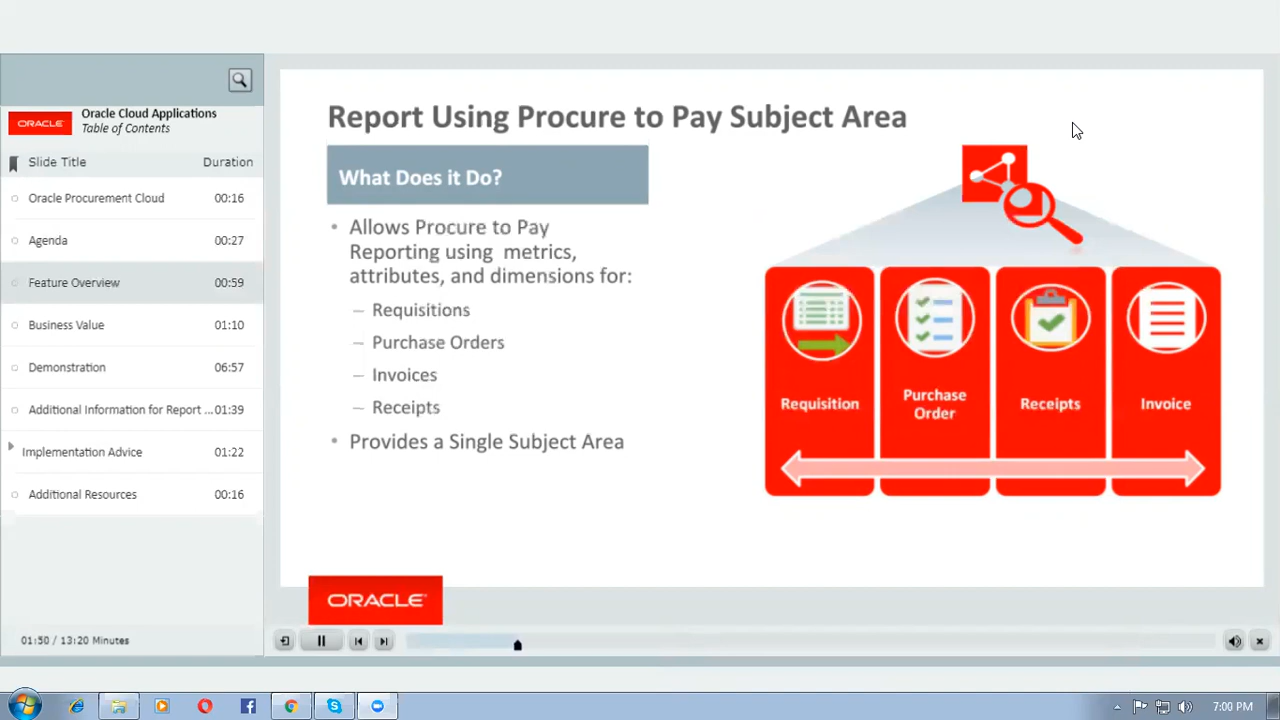 ORACLE
Oracle Cloud Applications
Table of Contents
Slide Title Duration
Oracle Procurement Cloud 00:16
Agenda 00:27
Feature Overview 00:59
Business Value 01:10
Demonstration 06:57
Additional Information for Report ... 01:39
Implementation Advice 01:22
Additional Resources 00:16
01:50 / 13:20 Minutes
Report Using Procure to Pay Subject Area
What Does it Do?
• Allows Procure to Pay
Reporting using metrics,
attributes, and dimensions for:
– Requisitions
– Purchase Orders
– Invoices
– Receipts
• Provides a Single Subject Area
Requisition
Purchase
Order
Receipts
Invoice
ORACLE
7:00 PM